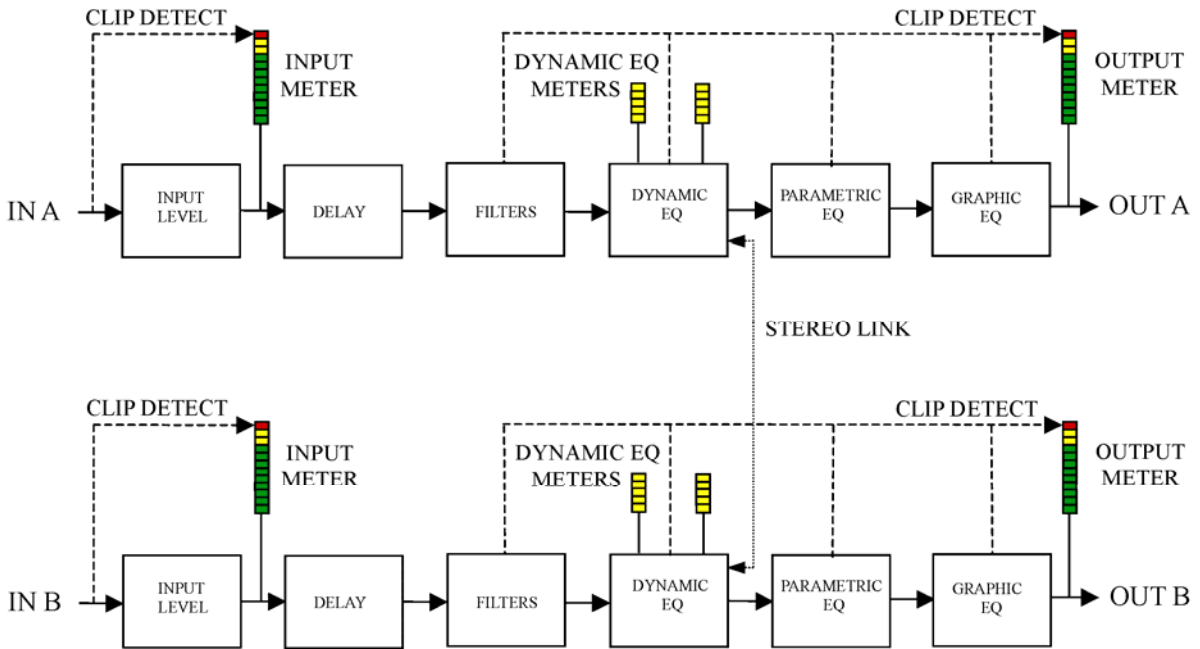 CLIP DETECT
CLIP DETECT
INPUT
METER
DYNAMIC EQ
METERS
OUTPUT
METER
IN A
INPUT
LEVEL
DELAY
FILTERS
DYNAMIC
EQ
PARAMETRIC
EQ
GRAPHIC
EQ
OUT A
STEREO LINK
CLIP DETECT
CLIP DETECT
INPUT
METER
DYNAMIC EQ
METERS
OUTPUT
METER
IN B
INPUT
LEVEL
DELAY
FILTERS
DYNAMIC
EQ
PARAMETRIC
EQ
GRAPHIC
EQ
OUT B